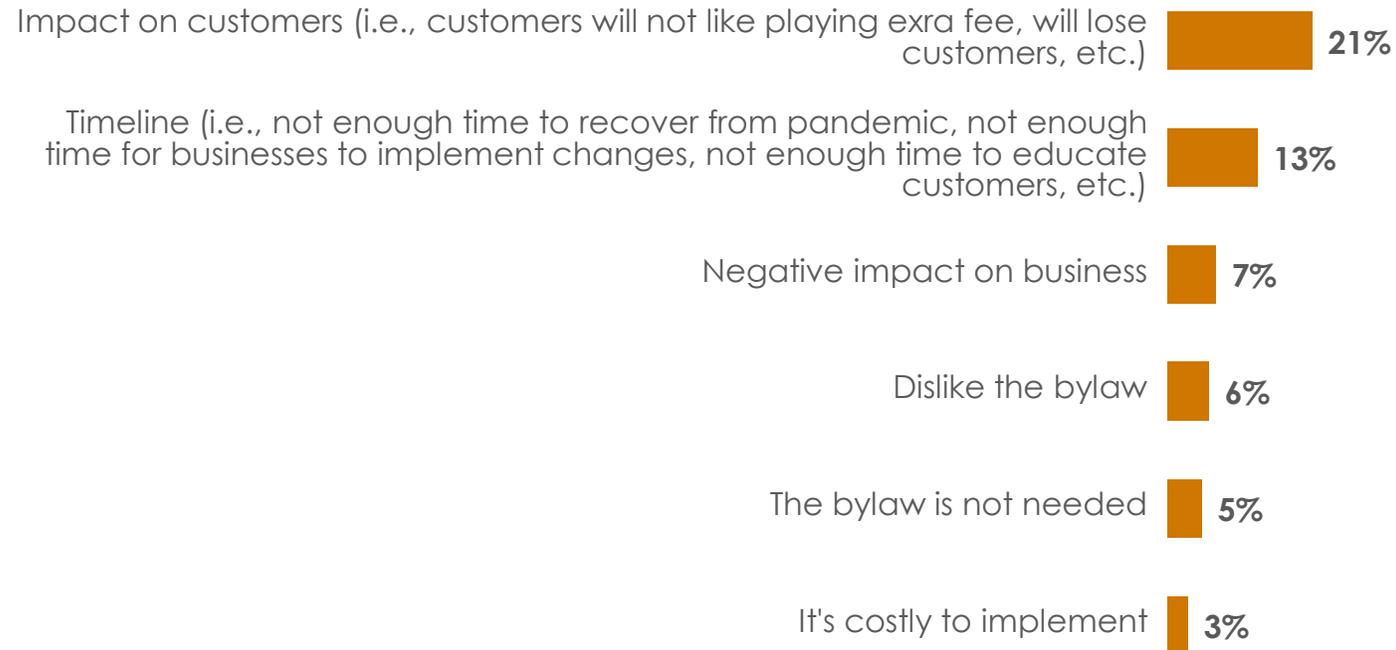 Impact on customers (i.e., customers will not like playing exra fee, will lose
customers, etc.)
21%
Timeline (i.e., not enough time to recover from pandemic, not enough
time for businesses to implement changes, not enough time to educate
customers, etc.)
13%
Negative impact on business
7%
Dislike the bylaw
6%
The bylaw is not needed
5%
It's costly to implement
3%